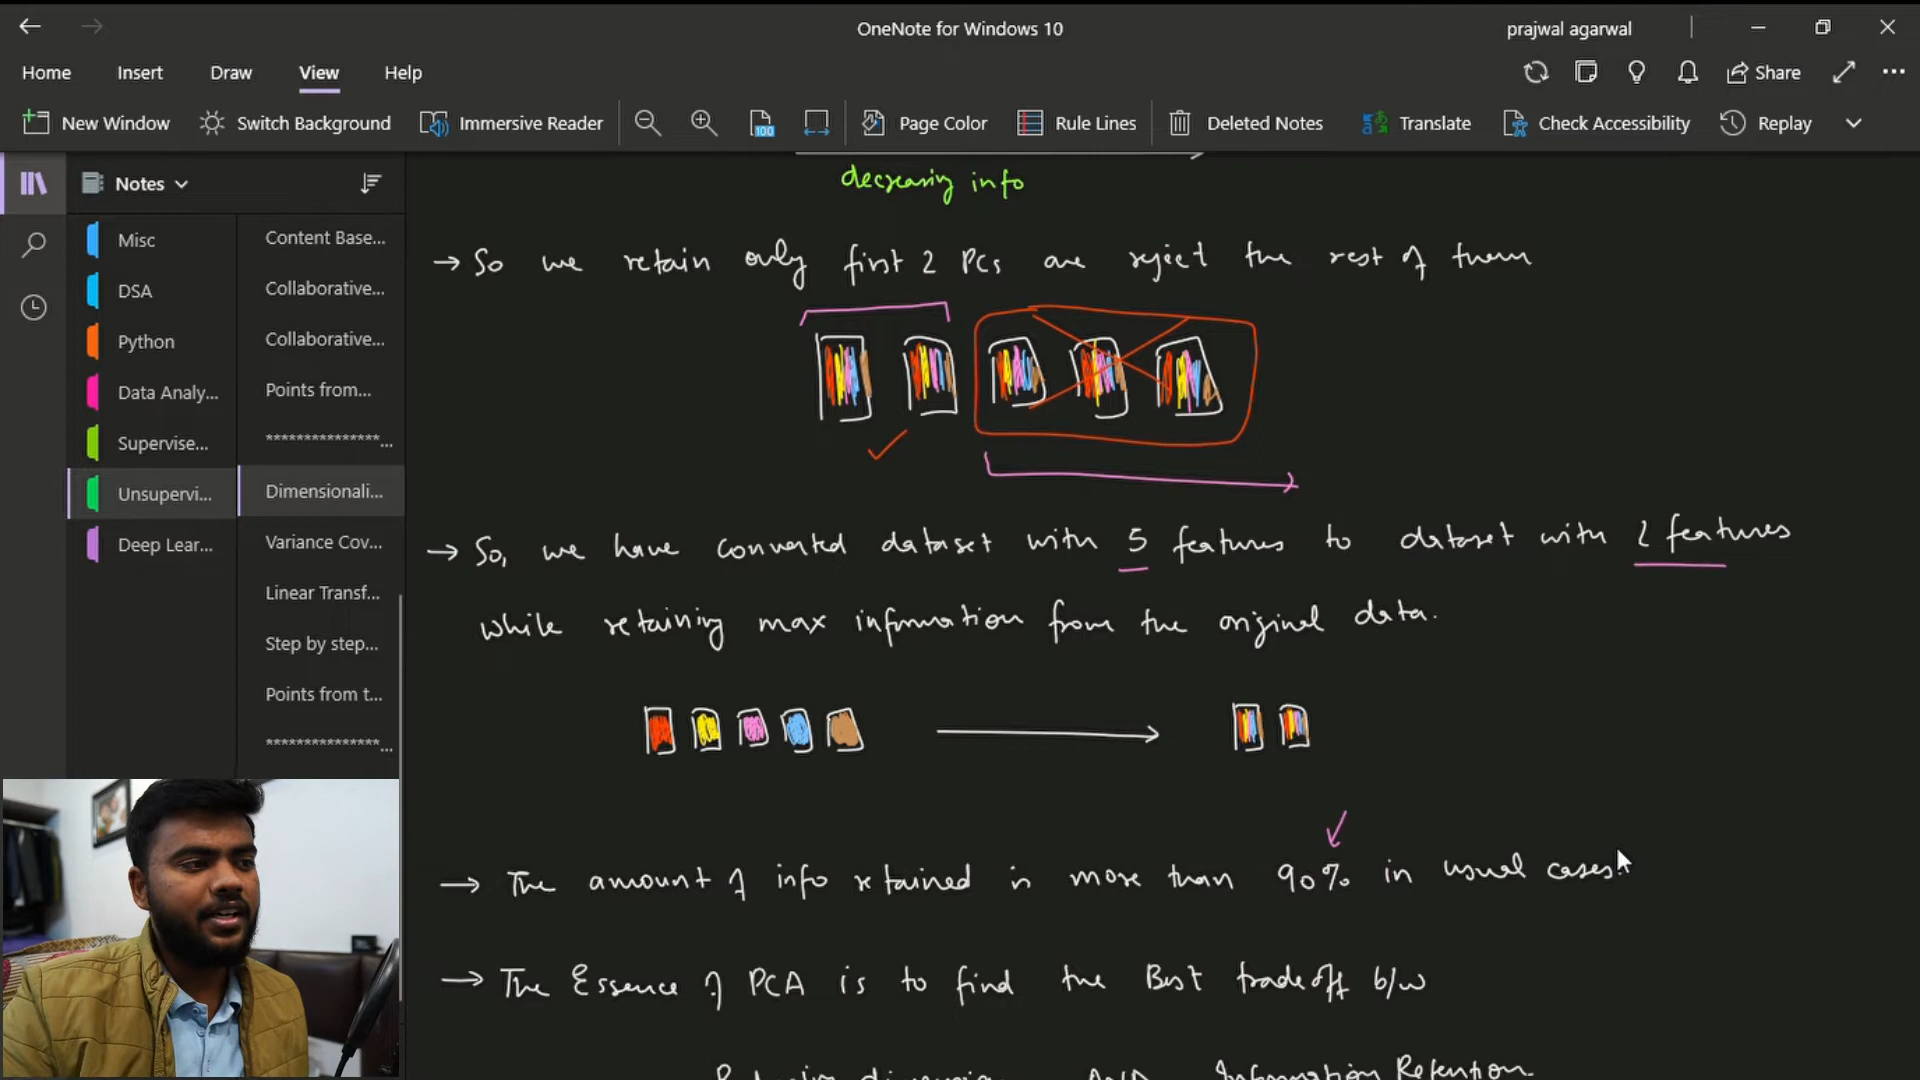 OneNote for Windows 10
prajwal agarwal
Home Insert Draw View Help
Share
New Window Switch Background Immersive Reader 100 Page Color Rule Lines Deleted Notes Translate Check Accessibility Replay
Notes
Misc
DSA
Python
Data Analy...
Supervise...
Unsupervi...
Deep Lear...
Content Base...
Collaborative...
Collaborative...
Points from...
***************...
Dimensionali...
Variance Cov...
Linear Transf...
Step by step...
Points from t...
***************...
decreasing info
→ So we retain only first 2 PCs are reject the rest of them
→ So, we have converted dataset with 5 features to dataset with 2 features
while retaining max information from the original data.
→ The amount of info retained is more than 90% in usual cases.
→ The Essence of PCA is to find the Best tradeoff b/w
Information Retention